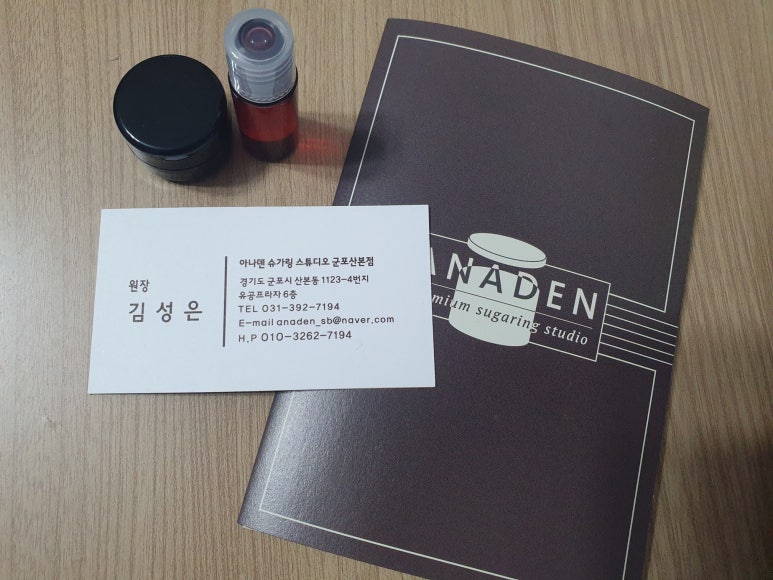 원장
김성은
아나덴 슈가링 스튜디오 군포산본점
경기도 군포시 산본동 1123-4번지
유공프라자 6층
TEL 031-392-7194
E-mail anaden_sb@naver.com
H.P 010-3262-7194
ANADEN
mium sugaring studio